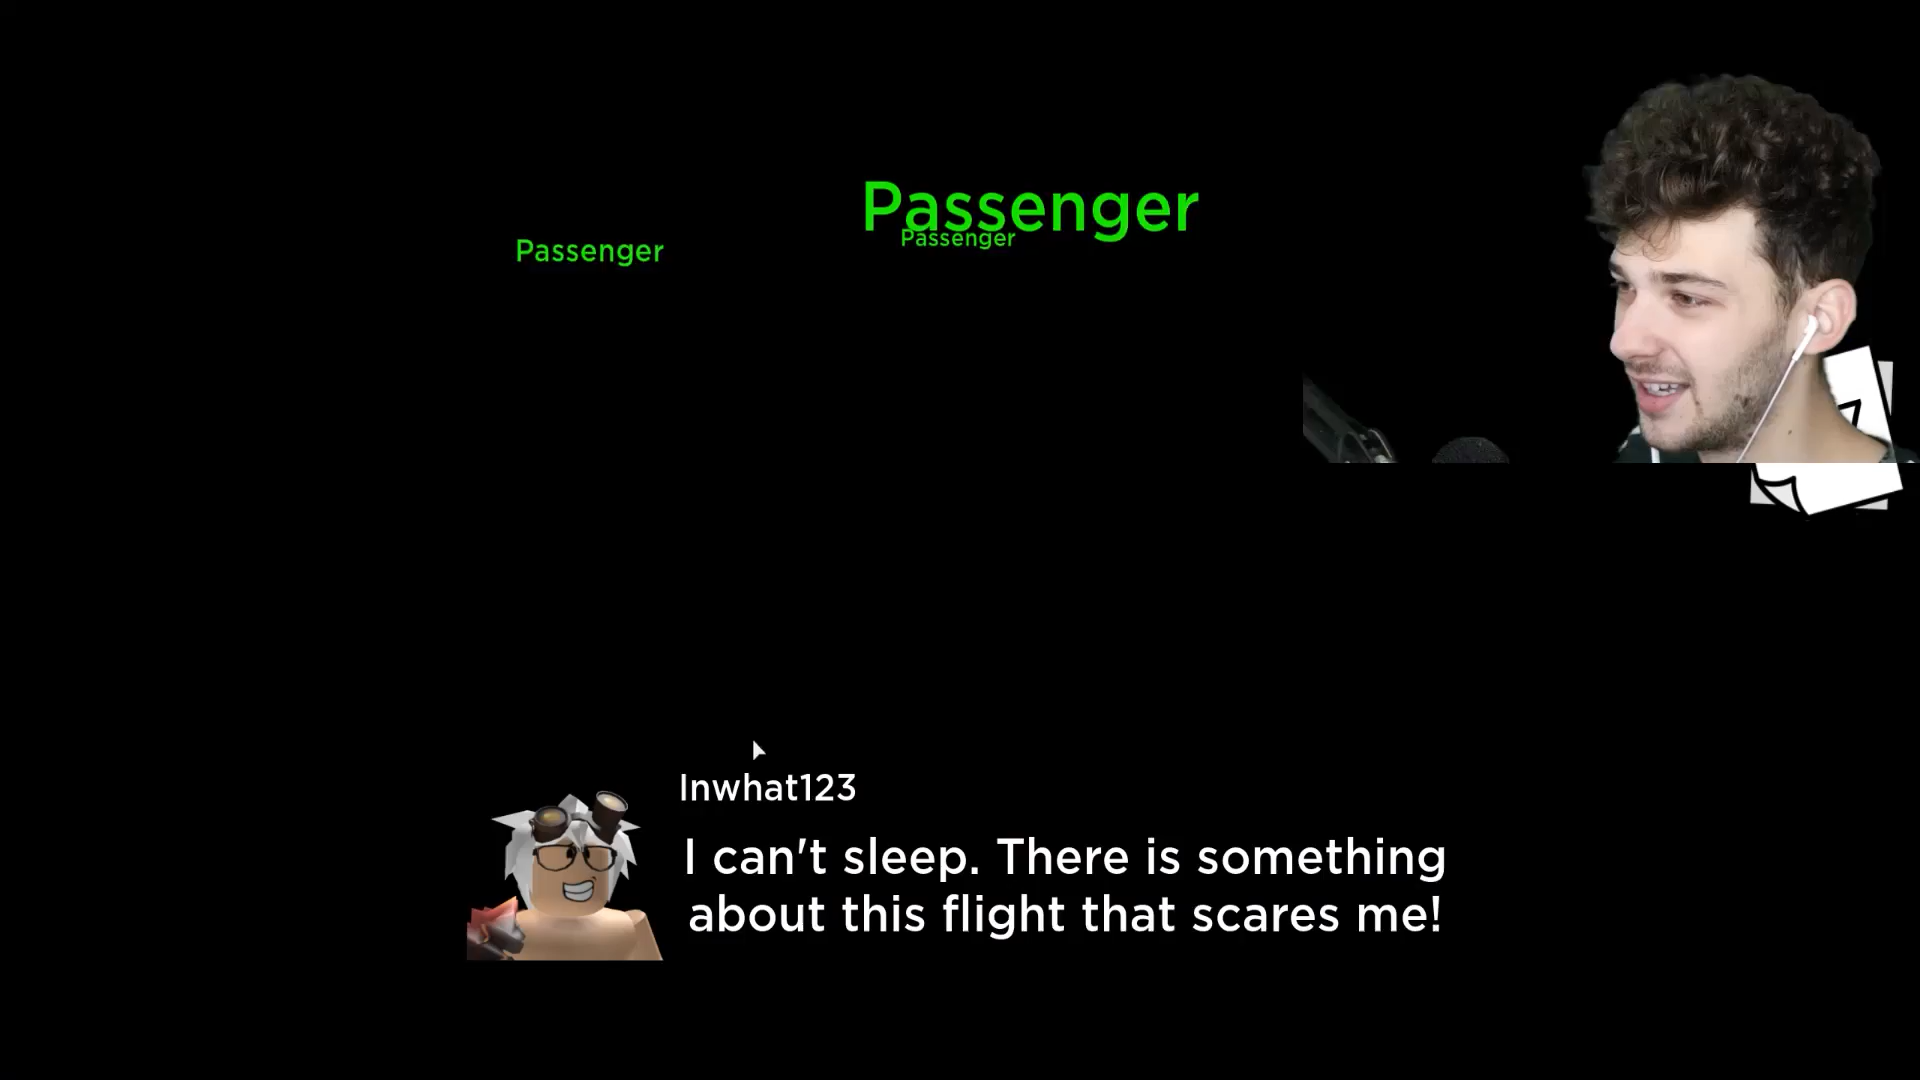 Passenger
Passenger
Passenger
Inwhat123
I can't sleep. There is something
about this flight that scares me!